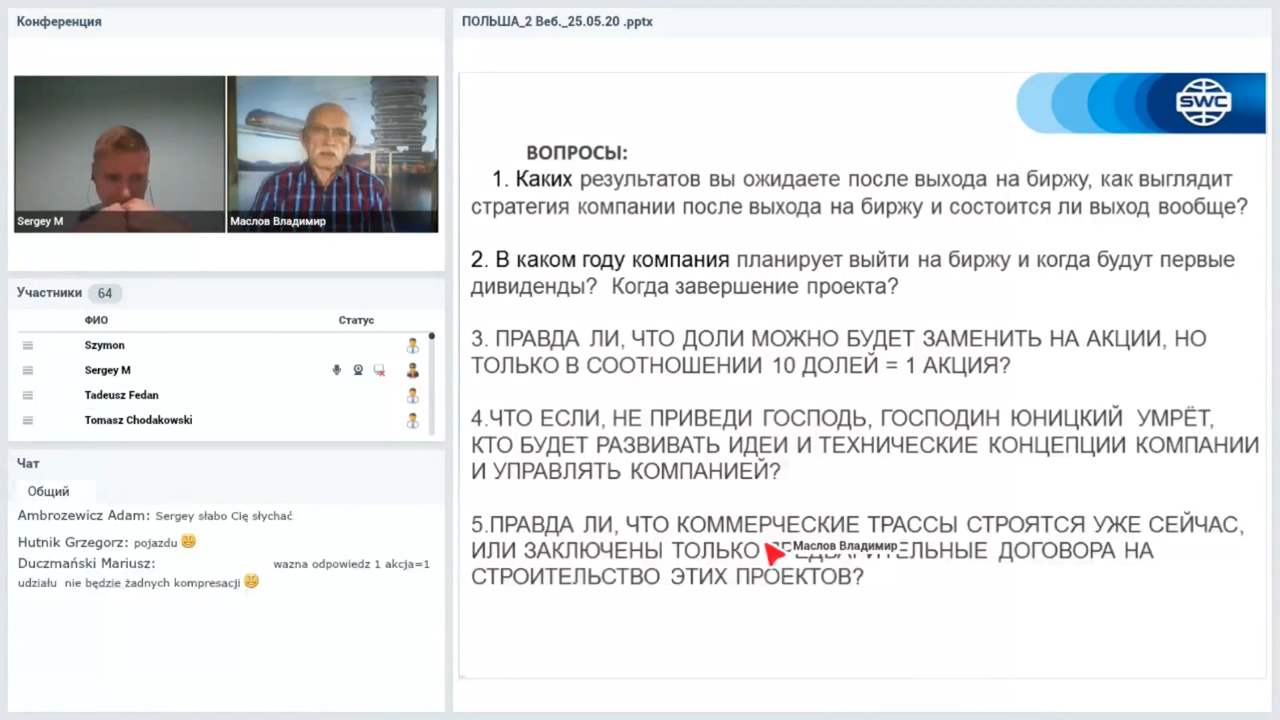 Конференция
Sergey M
Маслов Владимир
Участники 64
ФИО Статус
Szymon
Sergey M
Tadeusz Fedan
Tomasz Chodakowski
Чат
Общий
Ambrozewicz Adam: Sergey słabo Cię słychać
Hutnik Grzegorz: pojazdu
Duczmański Mariusz: wazna odpowiedz 1 akcja=1
udziału nie będzie żadnych kompresacji
ПОЛЬША_2 Веб._25.05.20 .pptx
SWC
ВОПРОСЫ:
1. Каких результатов вы ожидаете после выхода на биржу, как выглядит
стратегия компании после выхода на биржу и состоится ли выход вообще?
2. В каком году компания планирует выйти на биржу и когда будут первые
дивиденды? Когда завершение проекта?
3. ПРАВДА ЛИ, ЧТО ДОЛИ МОЖНО БУДЕТ ЗАМЕНИТЬ НА АКЦИИ, НО
ТОЛЬКО В СООТНОШЕНИИ 10 ДОЛЕЙ = 1 АКЦИЯ?
4.ЧТО ЕСЛИ, НЕ ПРИВЕДИ ГОСПОДЬ, ГОСПОДИН ЮНИЦКИЙ УМРЁТ,
КТО БУДЕТ РАЗВИВАТЬ ИДЕИ И ТЕХНИЧЕСКИЕ КОНЦЕПЦИИ КОМПАНИИ
И УПРАВЛЯТЬ КОМПАНИЕЙ?
5.ПРАВДА ЛИ, ЧТО КОММЕРЧЕСКИЕ ТРАССЫ СТРОЯТСЯ УЖЕ СЕЙЧАС,
ИЛИ ЗАКЛЮЧЕНЫ ТОЛЬКО ДОГОВОРА НА
Маслов Владимир
СТРОИТЕЛЬСТВО ЭТИХ ПРОЕКТОВ?